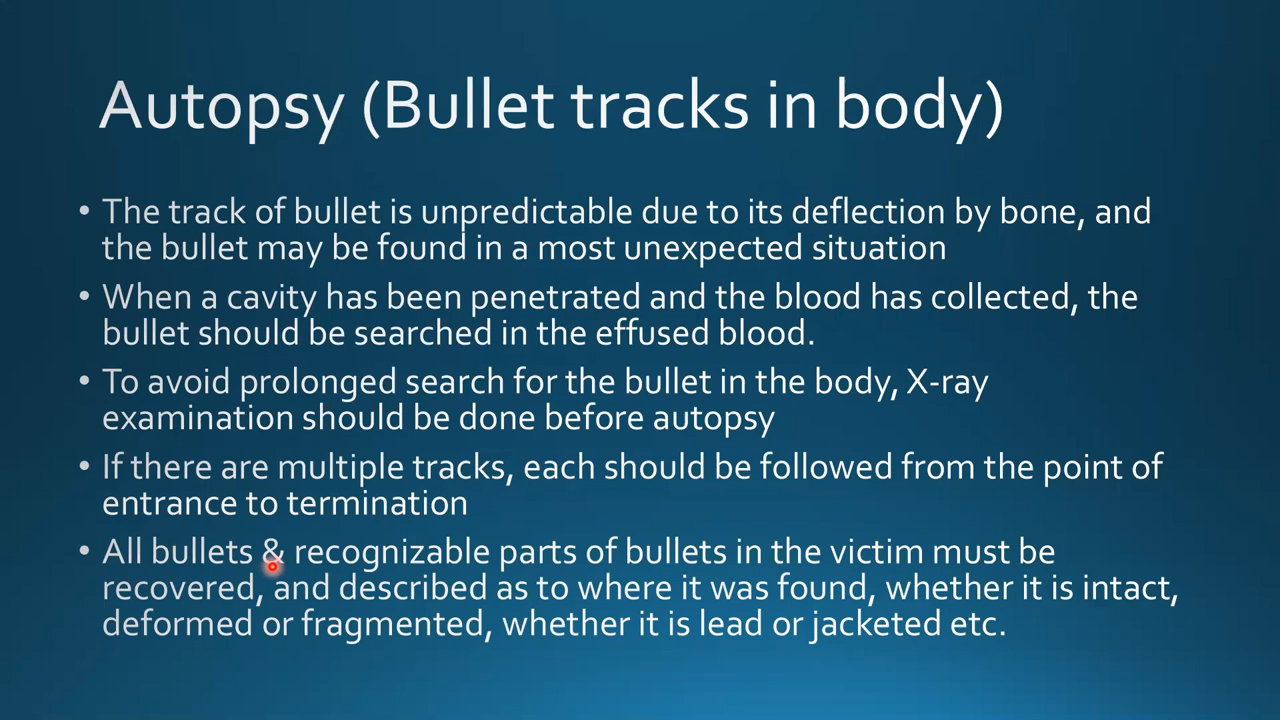 Autopsy (Bullet tracks in body)
• The track of bullet is unpredictable due to its deflection by bone, and
the bullet may be found in a most unexpected situation
• When a cavity has been penetrated and the blood has collected, the
bullet should be searched in the effused blood.
• To avoid prolonged search for the bullet in the body, X-ray
examination should be done before autopsy
• If there are multiple tracks, each should be followed from the point of
entrance to termination
• All bullets & recognizable parts of bullets in the victim must be
recovered, and described as to where it was found, whether it is intact,
deformed or fragmented, whether it is lead or jacketed etc.